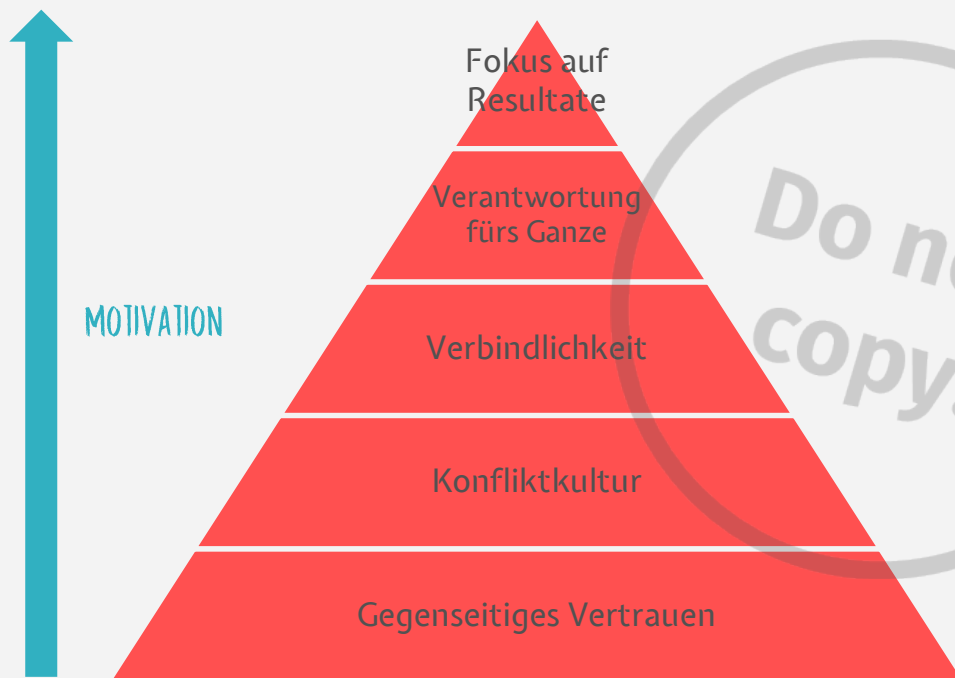 Fokus auf
Resultate
Verantwortung
fürs Ganze
MOTIVATION
Verbindlichkeit
Konfliktkultur
Gegenseitiges Vertrauen
Do
copy